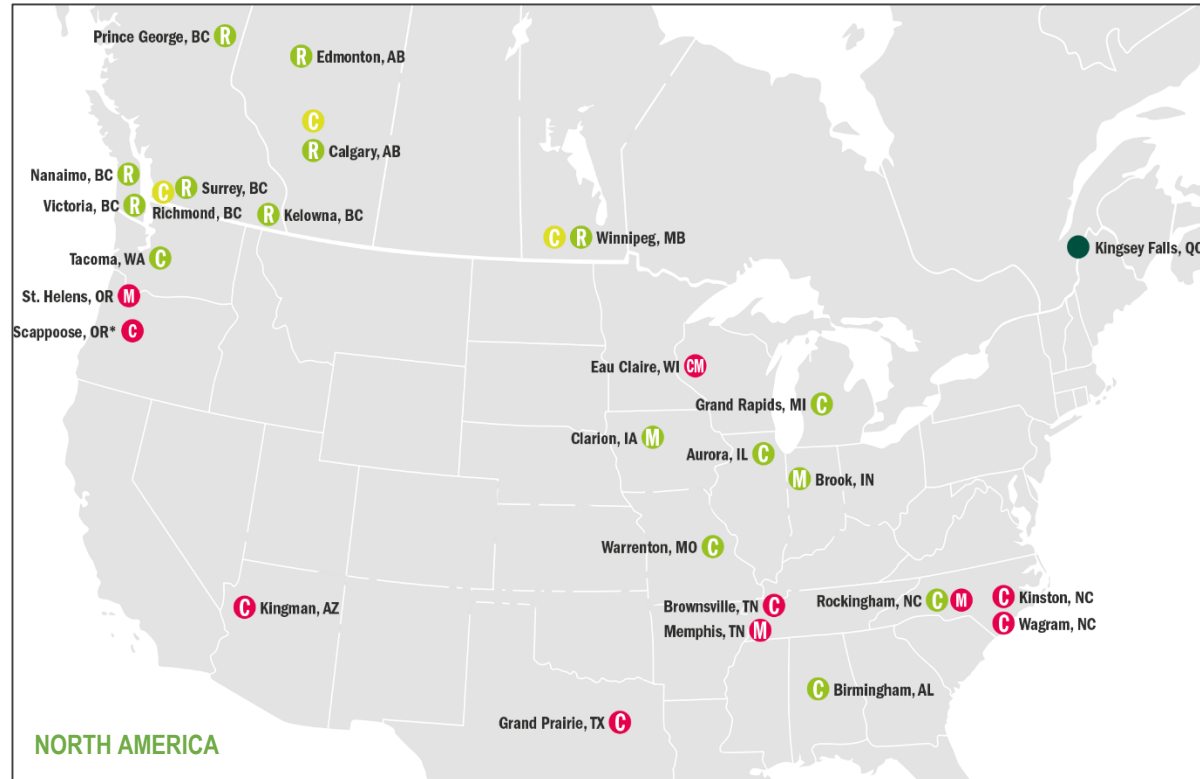 Prince George, BC R
R Edmonton, AB
C
R Calgary, AB
Nanaimo, BC R
C R Surrey, BC
Victoria, BC R
Richmond, BC
R Kelowna, BC
C R Winnipeg, MB
Kingsey Falls, QC
Tacoma, WA C
St. Helens, OR M
Scappoose, OR* C
Eau Claire, WI CM
Grand Rapids, MI C
Clarion, IA M
Aurora, IL C
M Brook, IN
Warrenton, MO C
C Kingman, AZ
Brownsville, TN C
Rockingham, NC C M
C Kinston, NC
Memphis, TN M
C Wagram, NC
C Birmingham, AL
Grand Prairie, TX C
NORTH AMERICA